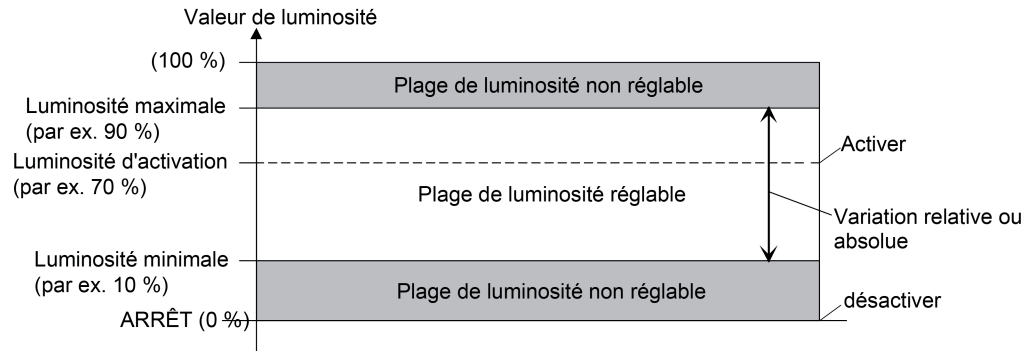 Valeur de luminosité
(100 %)
Plage de luminosité non réglable
Luminosité maximale
(par ex. 90 %)
Activer
Luminosité d'activation
(par ex. 70 %)
Plage de luminosité réglable
Variation relative ou
absolue
Luminosité minimale
(par ex. 10 %)
Plage de luminosité non réglable
désactiver
ARRÊT (0 %)